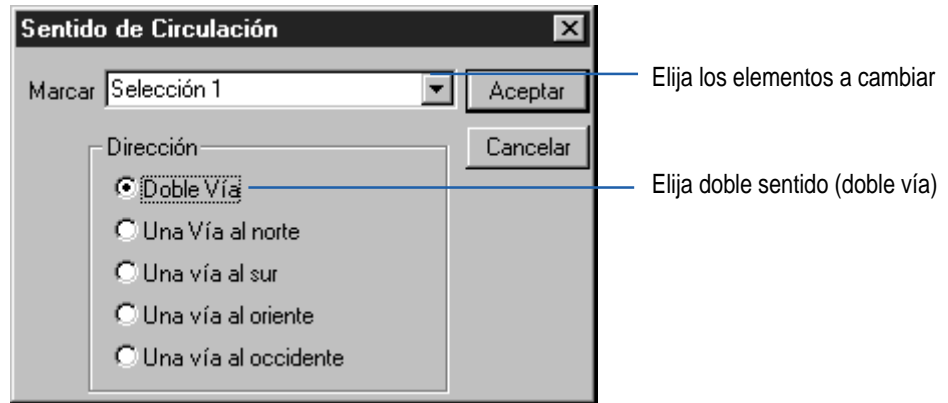 Sentido de Circulación
Marcar Selección 1 Aceptar
Elija los elementos a cambiar
Dirección Cancelar
Doble Vía
Elija doble sentido (doble vía)
Una Vía al norte
Una vía al sur
Una vía al oriente
Una vía al occidente